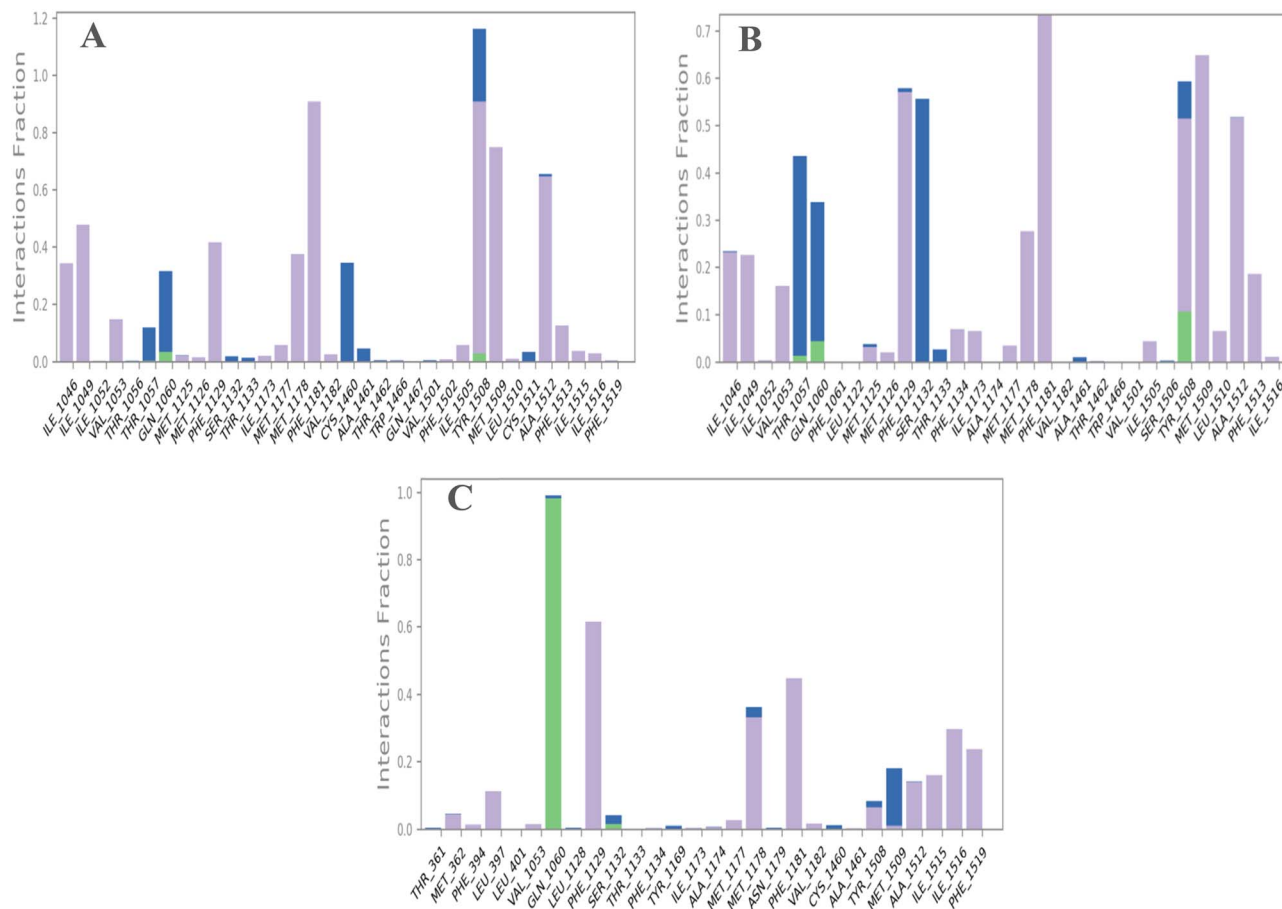 A
Interactions Fraction
1.2
1.0
0.8
0.6
0.4
0.2
0.0
ILE_1046
ILE_1049
ILE_1052
VAL_1053
THR_1056
THR_1057
GLN_1060
MET_1125
MET_1126
PHE_1129
SER_1132
THR_1133
ILE_1173
MET_1177
MET_1178
PHE_1181
VAL_1182
CYS_1460
ALA_1461
THR_1462
TRP_1466
GLN_1467
VAL_1501
PHE_1502
ILE_1505
TYR_1508
MET_1509
LEU_1510
CYS_1511
ALA_1512
PHE_1513
ILE_1515
ILE_1516
PHE_1519
B
Interactions Fraction
0.7
0.6
0.5
0.4
0.3
0.2
0.1
0.0
ILE_1046
ILE_1049
ILE_1052
VAL_1053
THR_1057
GLN_1060
PHE_1061
LEU_1122
MET_1125
MET_1126
PHE_1129
SER_1132
THR_1133
PHE_1134
ILE_1173
ALA_1174
MET_1177
MET_1178
PHE_1181
VAL_1182
ALA_1461
THR_1462
TRP_1466
VAL_1501
ILE_1505
SER_1506
TYR_1508
MET_1509
LEU_1510
ALA_1512
PHE_1513
ILE_1516
C
Interactions Fraction
1.0
0.8
0.6
0.4
0.2
0.0
THR_361
MET_362
PHE_394
LEU_397
LEU_401
VAL_1053
GLN_1060
LEU_1128
PHE_1129
SER_1132
THR_1133
PHE_1134
TYR_1169
ILE_1173
ALA_1174
MET_1177
MET_1178
ASN_1179
PHE_1181
VAL_1182
CYS_1460
ALA_1461
TYR_1508
MET_1509
ALA_1512
ILE_1515
ILE_1516
PHE_1519